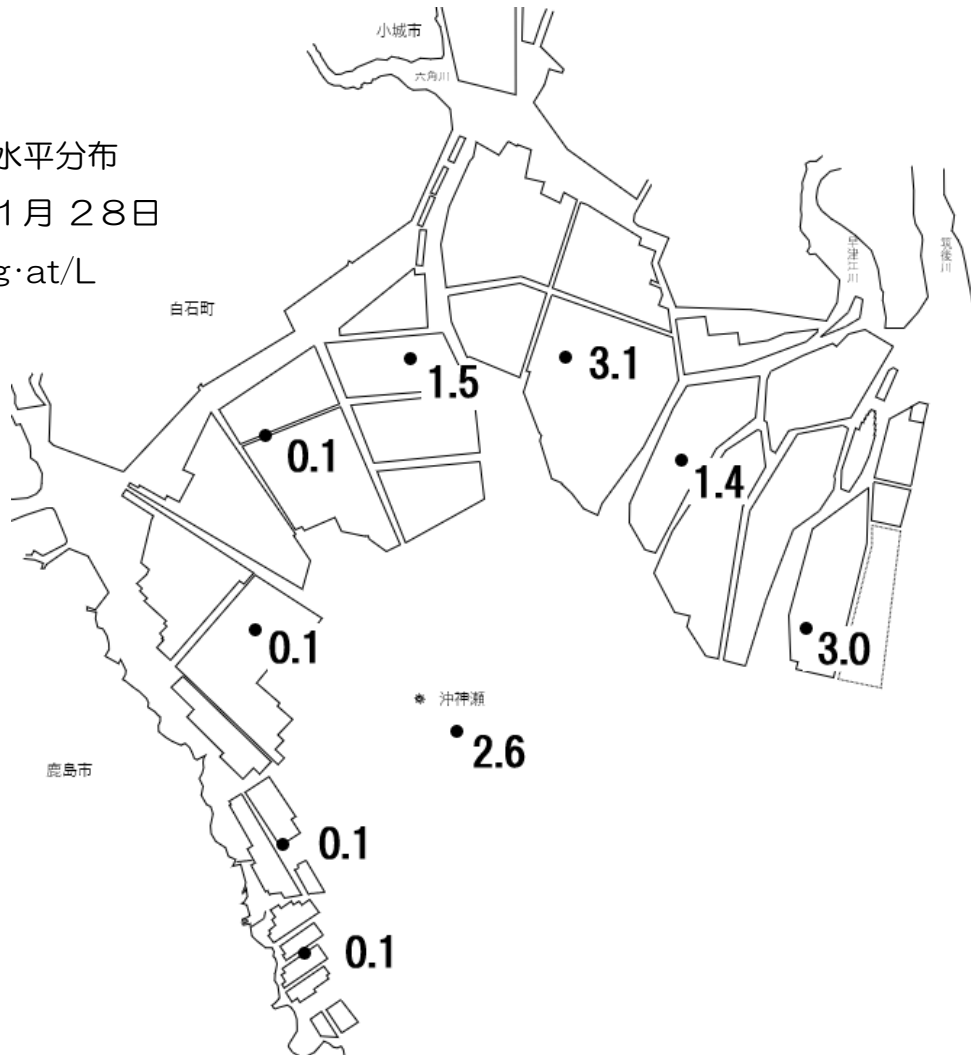 小城市
六角川
水平分布
1月 28日
g·at/L
早津江川
筑後川
白石町
1.5
3.1
0.1
1.4
0.1
3.0
沖神瀬
2.6
鹿島市
0.1
0.1